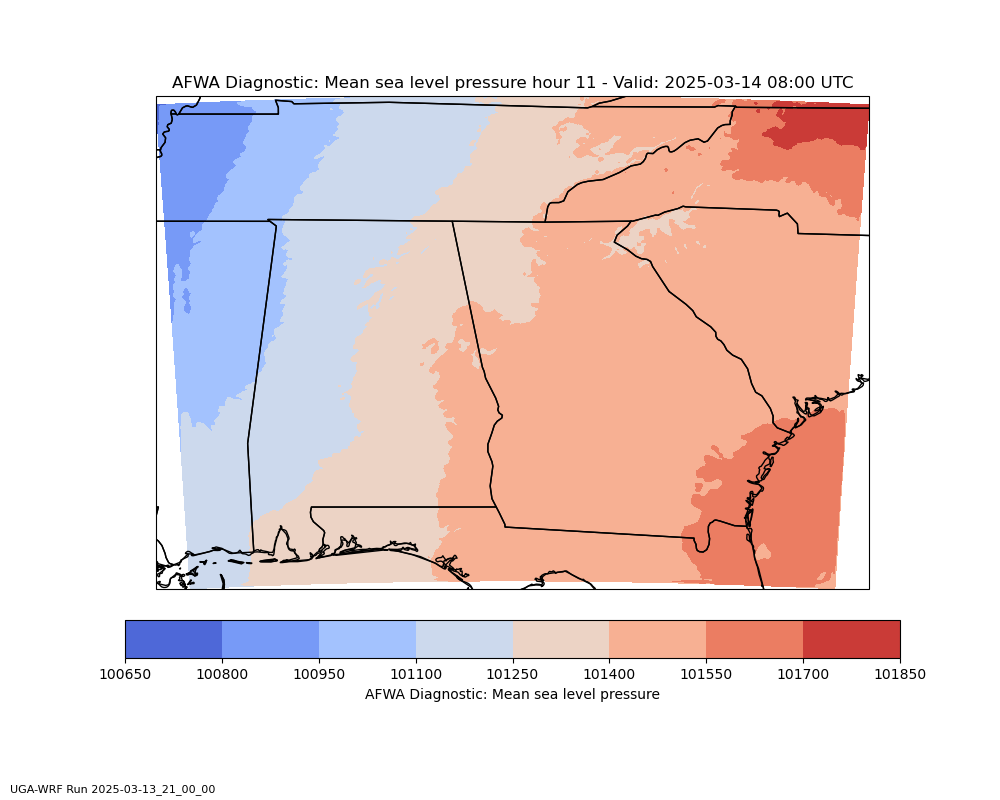 AFWA Diagnostic: Mean sea level pressure hour 11 - Valid: 2025-03-14 08:00 UTC
100650 100800 100950 101100 101250 101400 101550 101700 101850
AFWA Diagnostic: Mean sea level pressure
UGA-WRF Run 2025-03-13_21_00_00